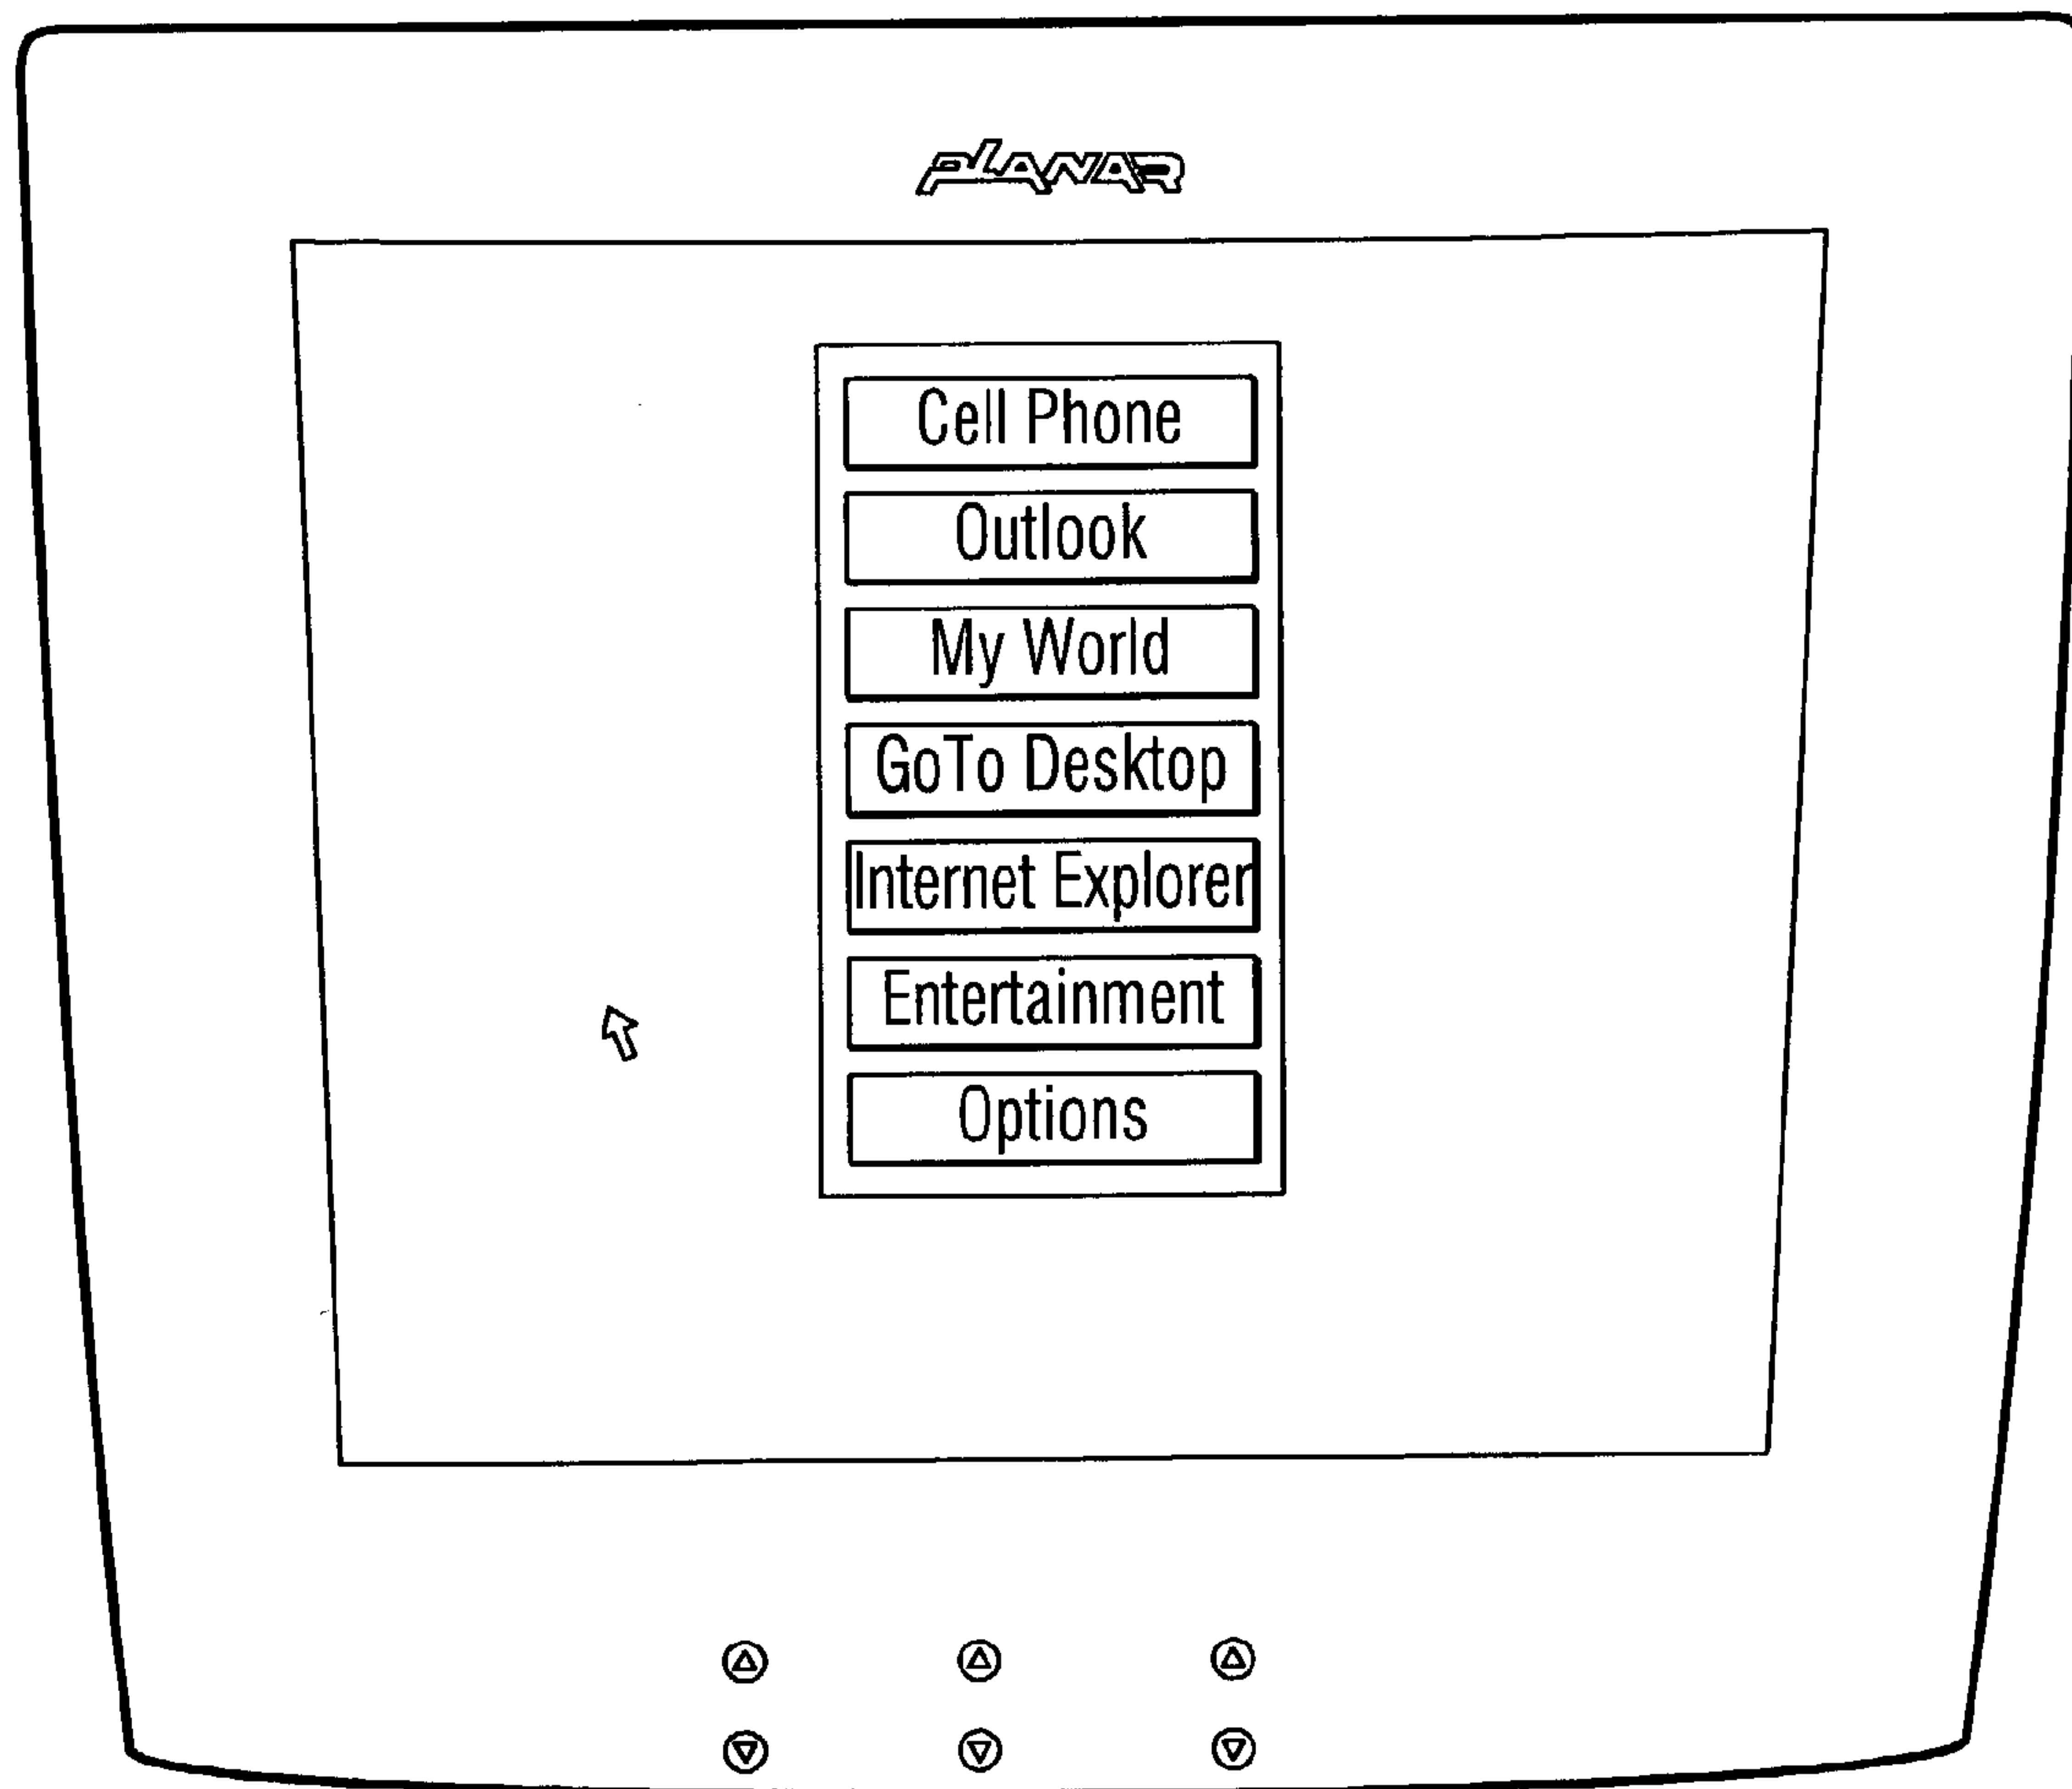 PLANAR
Cell Phone
Outlook
My World
GoTo Desktop
Internet Explorer
Entertainment
Options